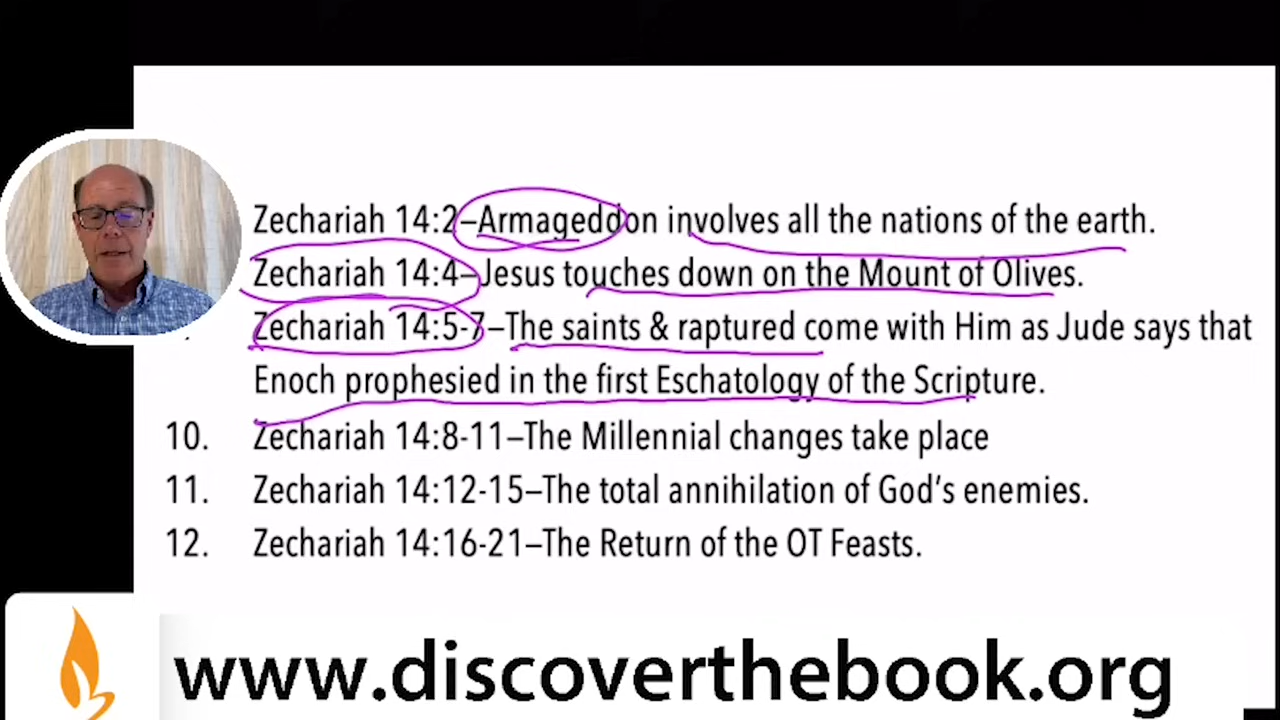 Zechariah 14:2–Armageddon involves all the nations of the earth.
Zechariah 14:4–Jesus touches down on the Mount of Olives.
Zechariah 14:5-7–The saints & raptured come with Him as Jude says that
Enoch prophesied in the first Eschatology of the Scripture.
10. Zechariah 14:8-11–The Millennial changes take place
11. Zechariah 14:12-15–The total annihilation of God’s enemies.
12. Zechariah 14:16-21–The Return of the OT Feasts.
www.discoverthebook.org